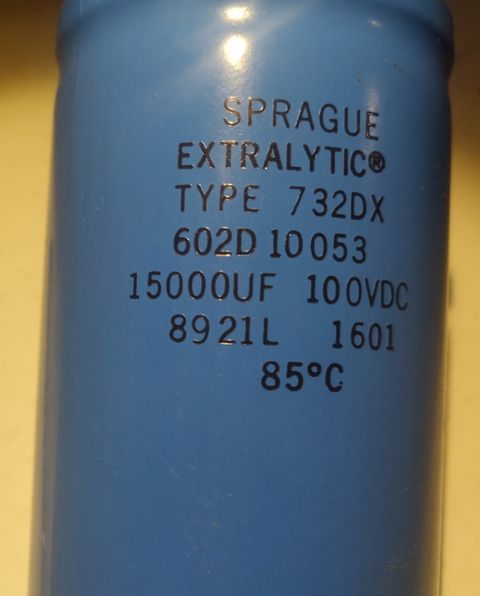 SPRAGUE
EXTRALYTIC®
TYPE 732DX
602D 10053
15000UF 100VDC
8921L 1601
85°C